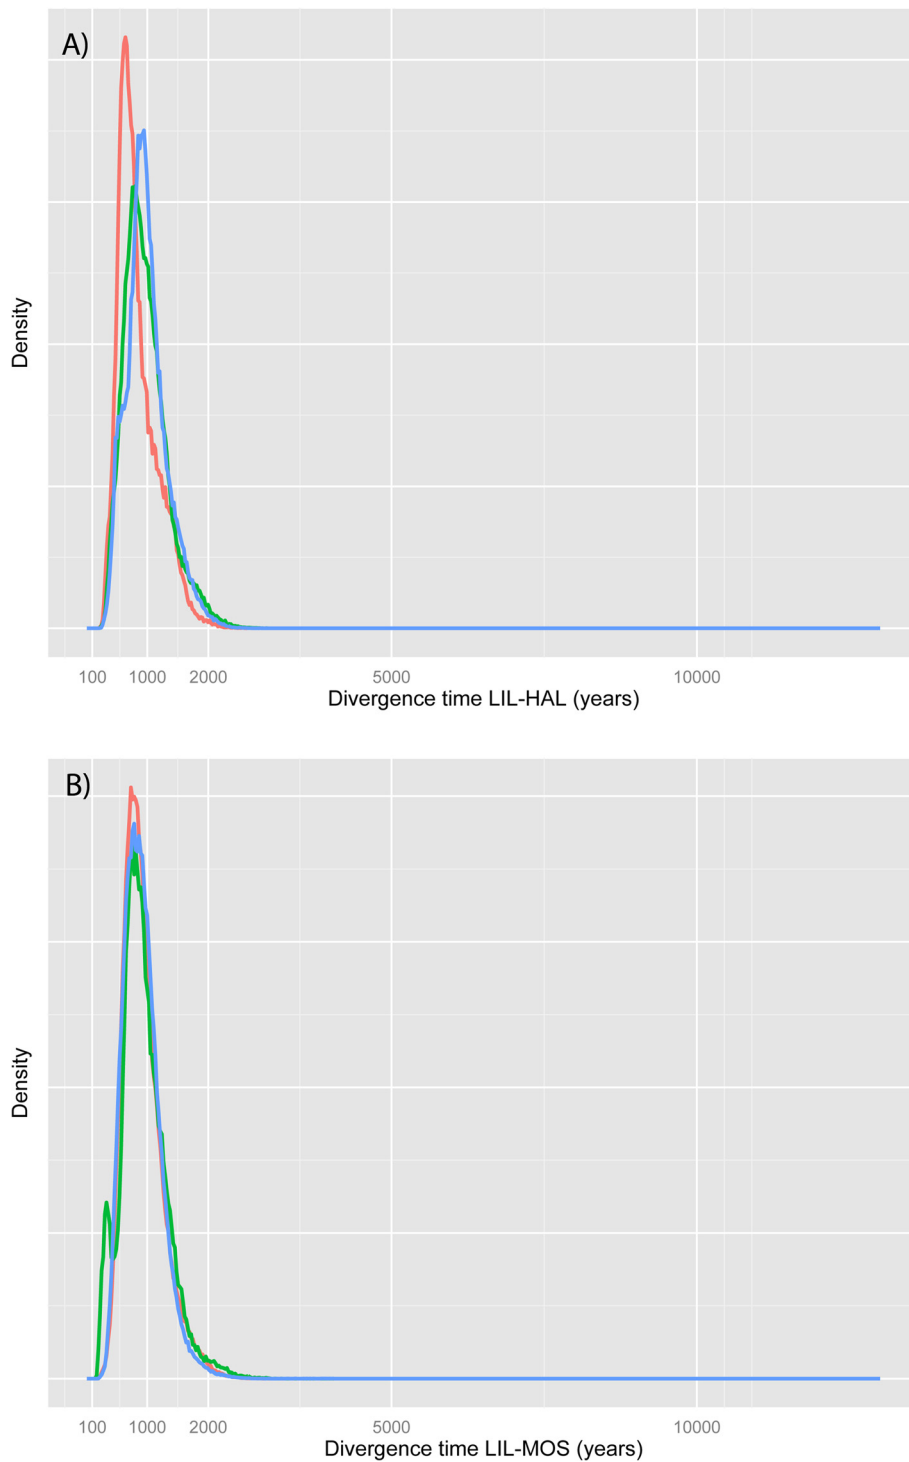 A)
Density
100 1000 2000 5000 10000
Divergence time LIL-HAL (years)
B)
Density
100 1000 2000 5000 10000
Divergence time LIL-MOS (years)